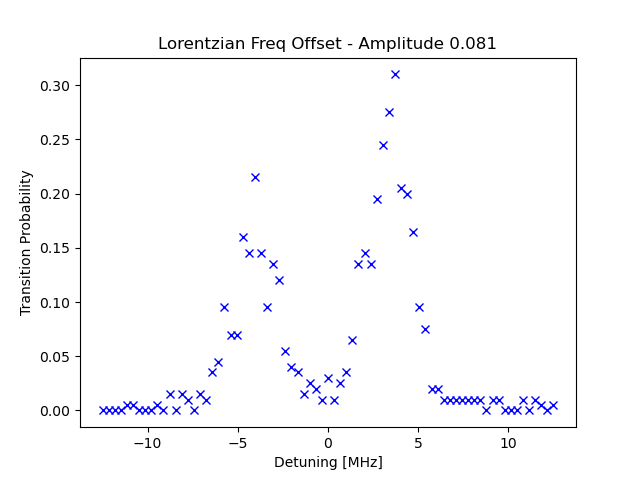 Lorentzian Freq Offset - Amplitude 0.081
0.30
0.25
0.20
0.15
0.10
0.05
0.00
Transition Probability
−10 −5 0 5 10
Detuning [MHz]